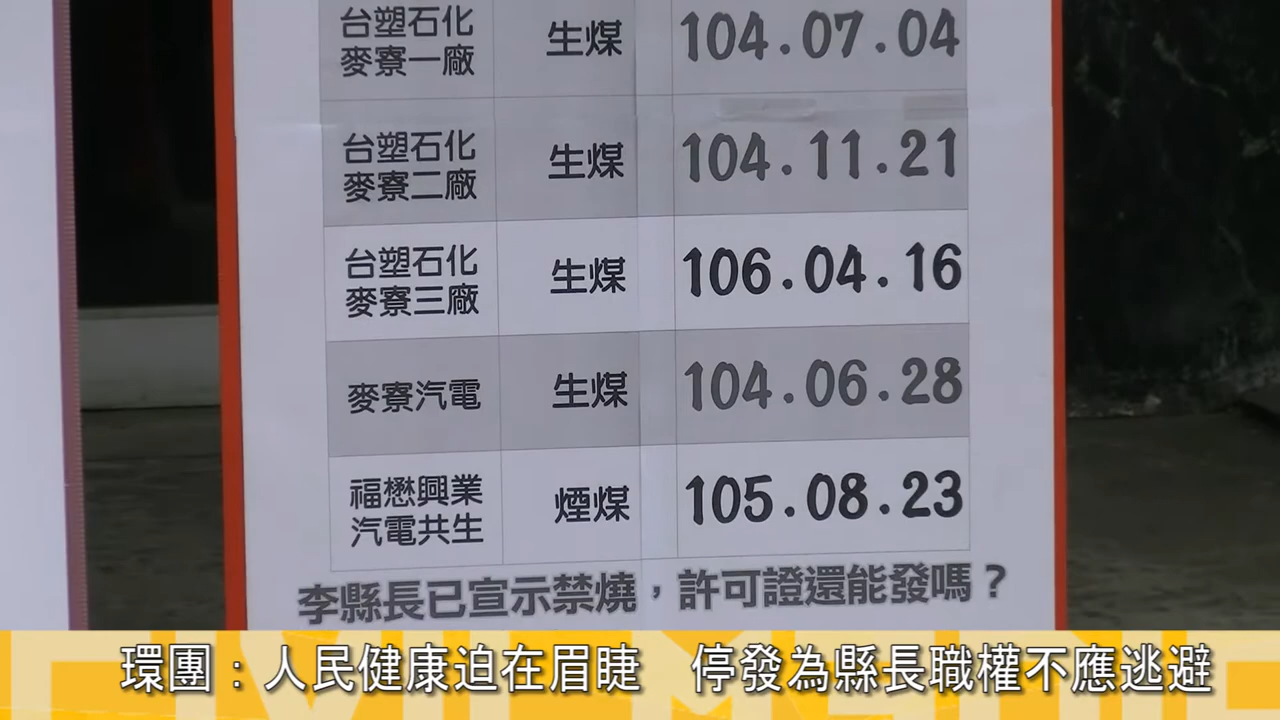 台塑石化 生煤 104.07.04
麥寮一廠
台塑石化 生煤 104.11.21
麥寮二廠
台塑石化 生煤 106.04.16
麥寮三廠
麥寮汽電 生煤 104.06.28
福懋興業 煙煤 105.08.23
汽電共生
李縣長已宣示禁燒，許可證還能發嗎？
環團：人民健康迫在眉睫 停發為縣長職權不應逃避